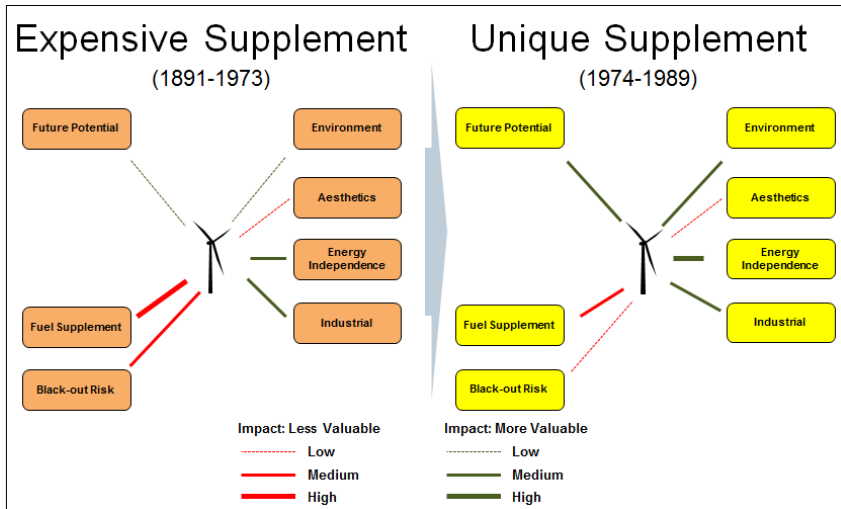 Expensive Supplement
(1891-1973)
Future Potential
Environment
Aesthetics
Energy
Independence
Fuel Supplement
Industrial
Black-out Risk
Unique Supplement
(1974-1989)
Future Potential
Environment
Aesthetics
Energy
Independence
Fuel Supplement
Industrial
Black-out Risk
Impact: Less Valuable
Low
Medium
High
Impact: More Valuable
Low
Medium
High